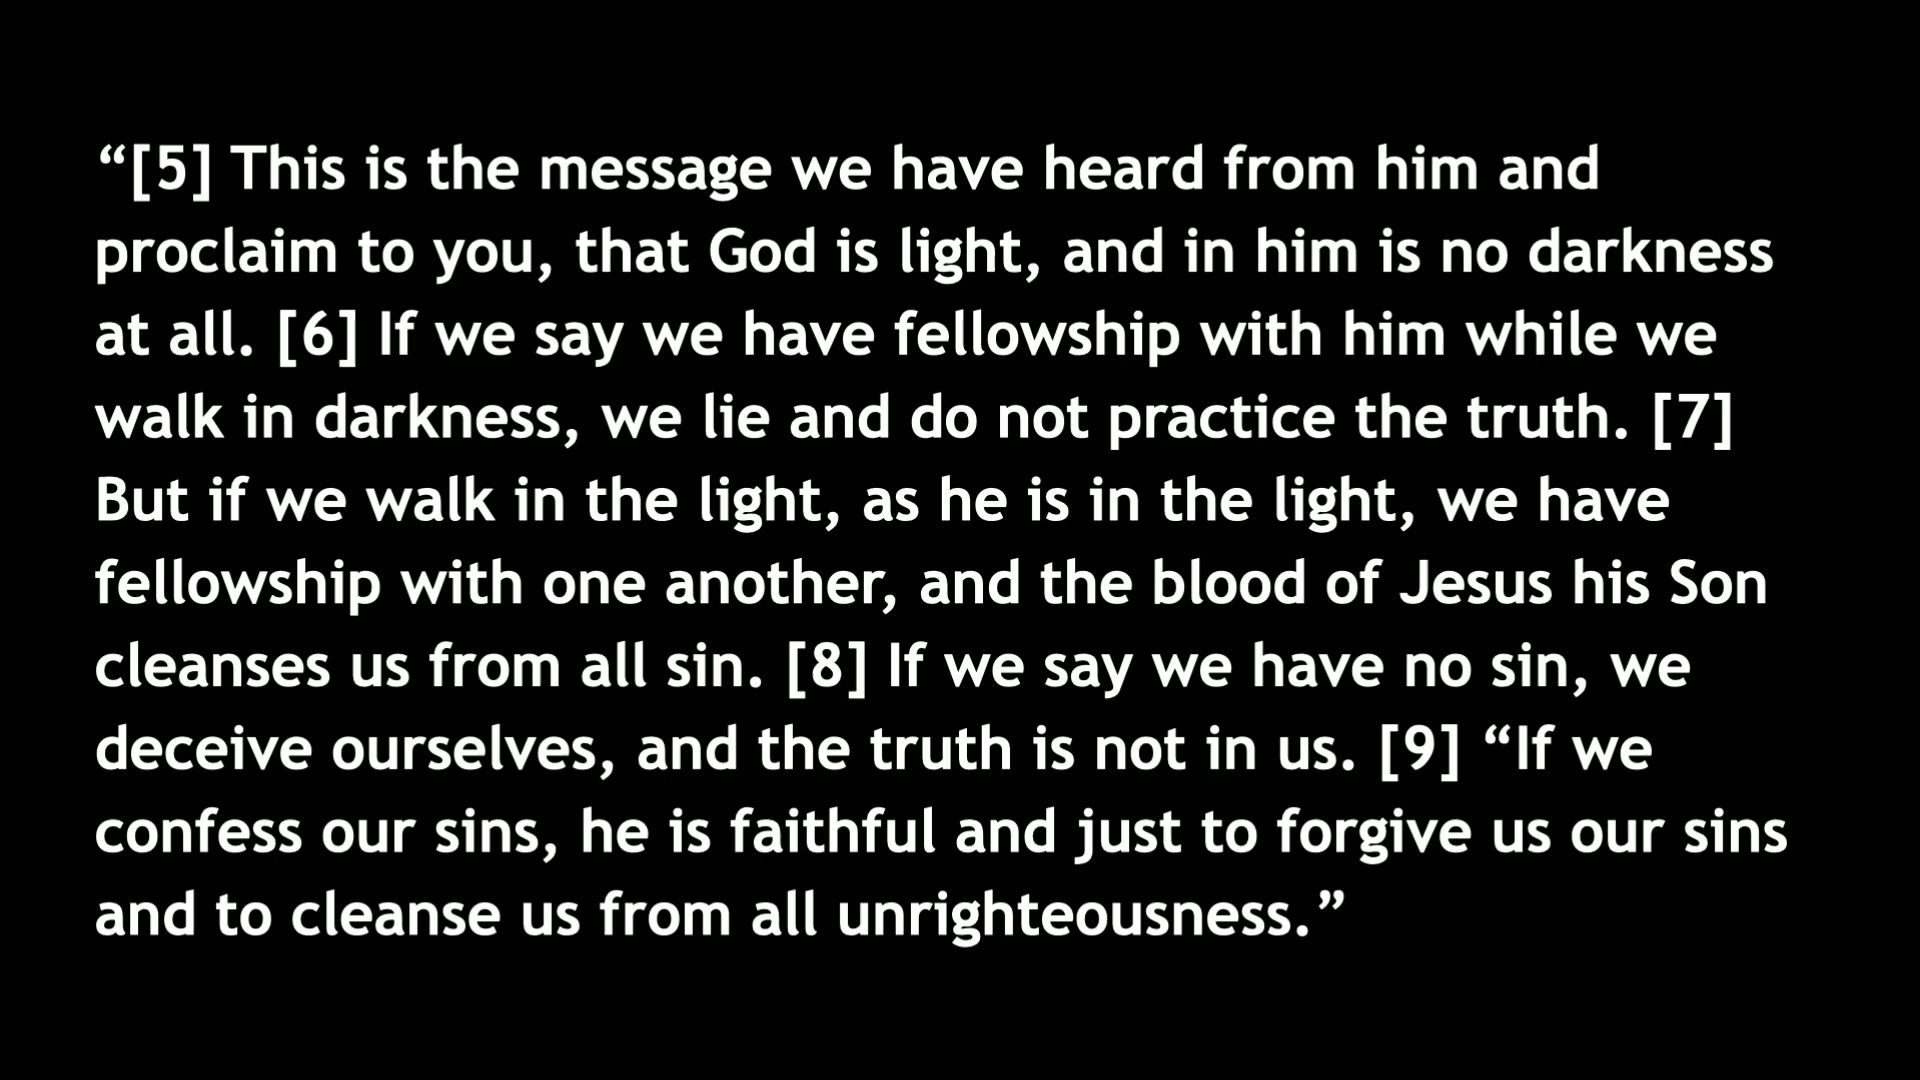 “[5] This is the message we have heard from him and
proclaim to you, that God is light, and in him is no darkness
at all. [6] If we say we have fellowship with him while we
walk in darkness, we lie and do not practice the truth. [7]
But if we walk in the light, as he is in the light, we have
fellowship with one another, and the blood of Jesus his Son
cleanses us from all sin. [8] If we say we have no sin, we
deceive ourselves, and the truth is not in us. [9] “If we
confess our sins, he is faithful and just to forgive us our sins
and to cleanse us from all unrighteousness.”